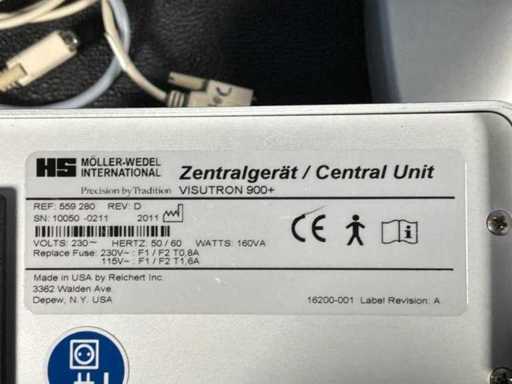 HS MÖLLER-WEDEL
INTERNATIONAL
Zentralgerät / Central Unit
Precision by Tradition VISUTRON 900+
REF: 559 280 REV: D
SN: 10050 -0211 2011
VOLTS: 230~ HERTZ: 50 / 60 WATTS: 160VA
Replace Fuse: 230V~ : F1 / F2 T0,8A
115V~ : F1 / F2 T1,6A
CE
Made in USA by Reichert Inc.
3362 Walden Ave.
Depew, N.Y. USA
16200-001 Label Revision: A